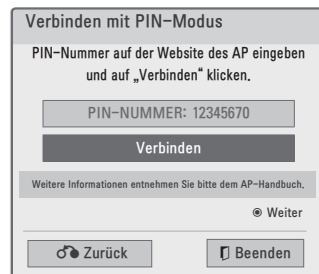 Verbinden mit PIN-Modus
PIN-Nummer auf der Website des AP eingeben
und auf „Verbinden“ klicken.
PIN-NUMMER: 12345670
Verbinden
Weitere Informationen entnehmen Sie bitte dem AP-Handbuch.
Weiter
Zurück
Beenden